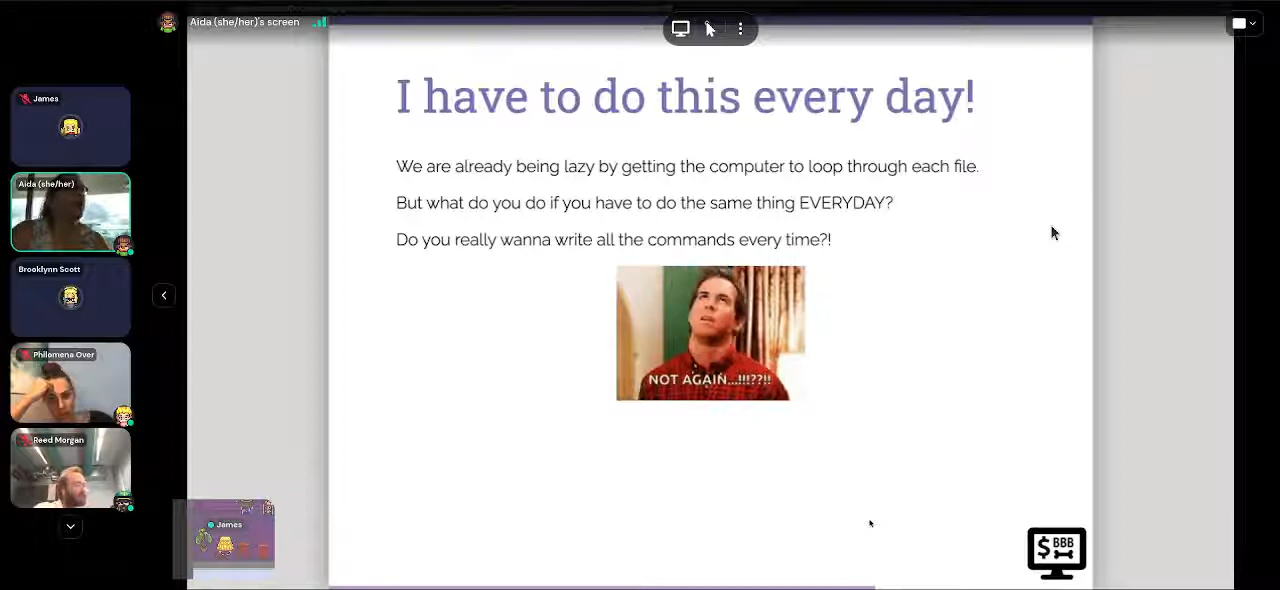 Aida (she/her)'s screen
James
Aida (she/her)
Brooklynn Scott
Philomena Over
Reed Morgan
I have to do this every day!
We are already being lazy by getting the computer to loop through each file.
But what do you do if you have to do the same thing EVERYDAY?
Do you really wanna write all the commands every time?!
NOT AGAIN...!!!??!!
James
$ BBB